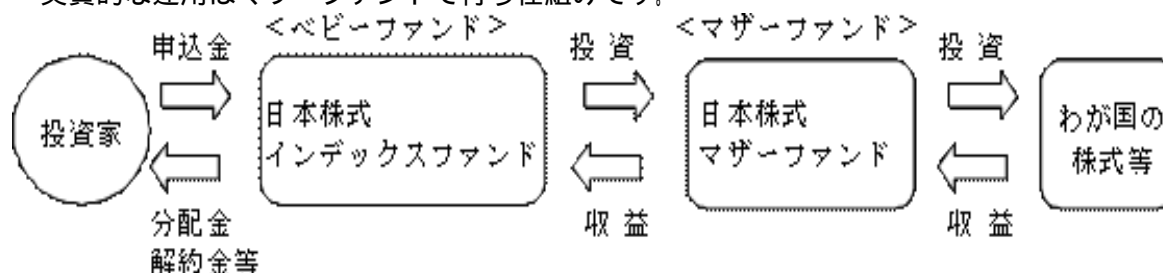 実質的な運用はマザーファンドで行う仕組みです。
<ベビーファンド>
<マザーファンド>
申込金
投資
投資
投資家
日本株式
インデックスファンド
日本株式
マザーファンド
わが国の
株式等
分配金
解約金等
収益
収益